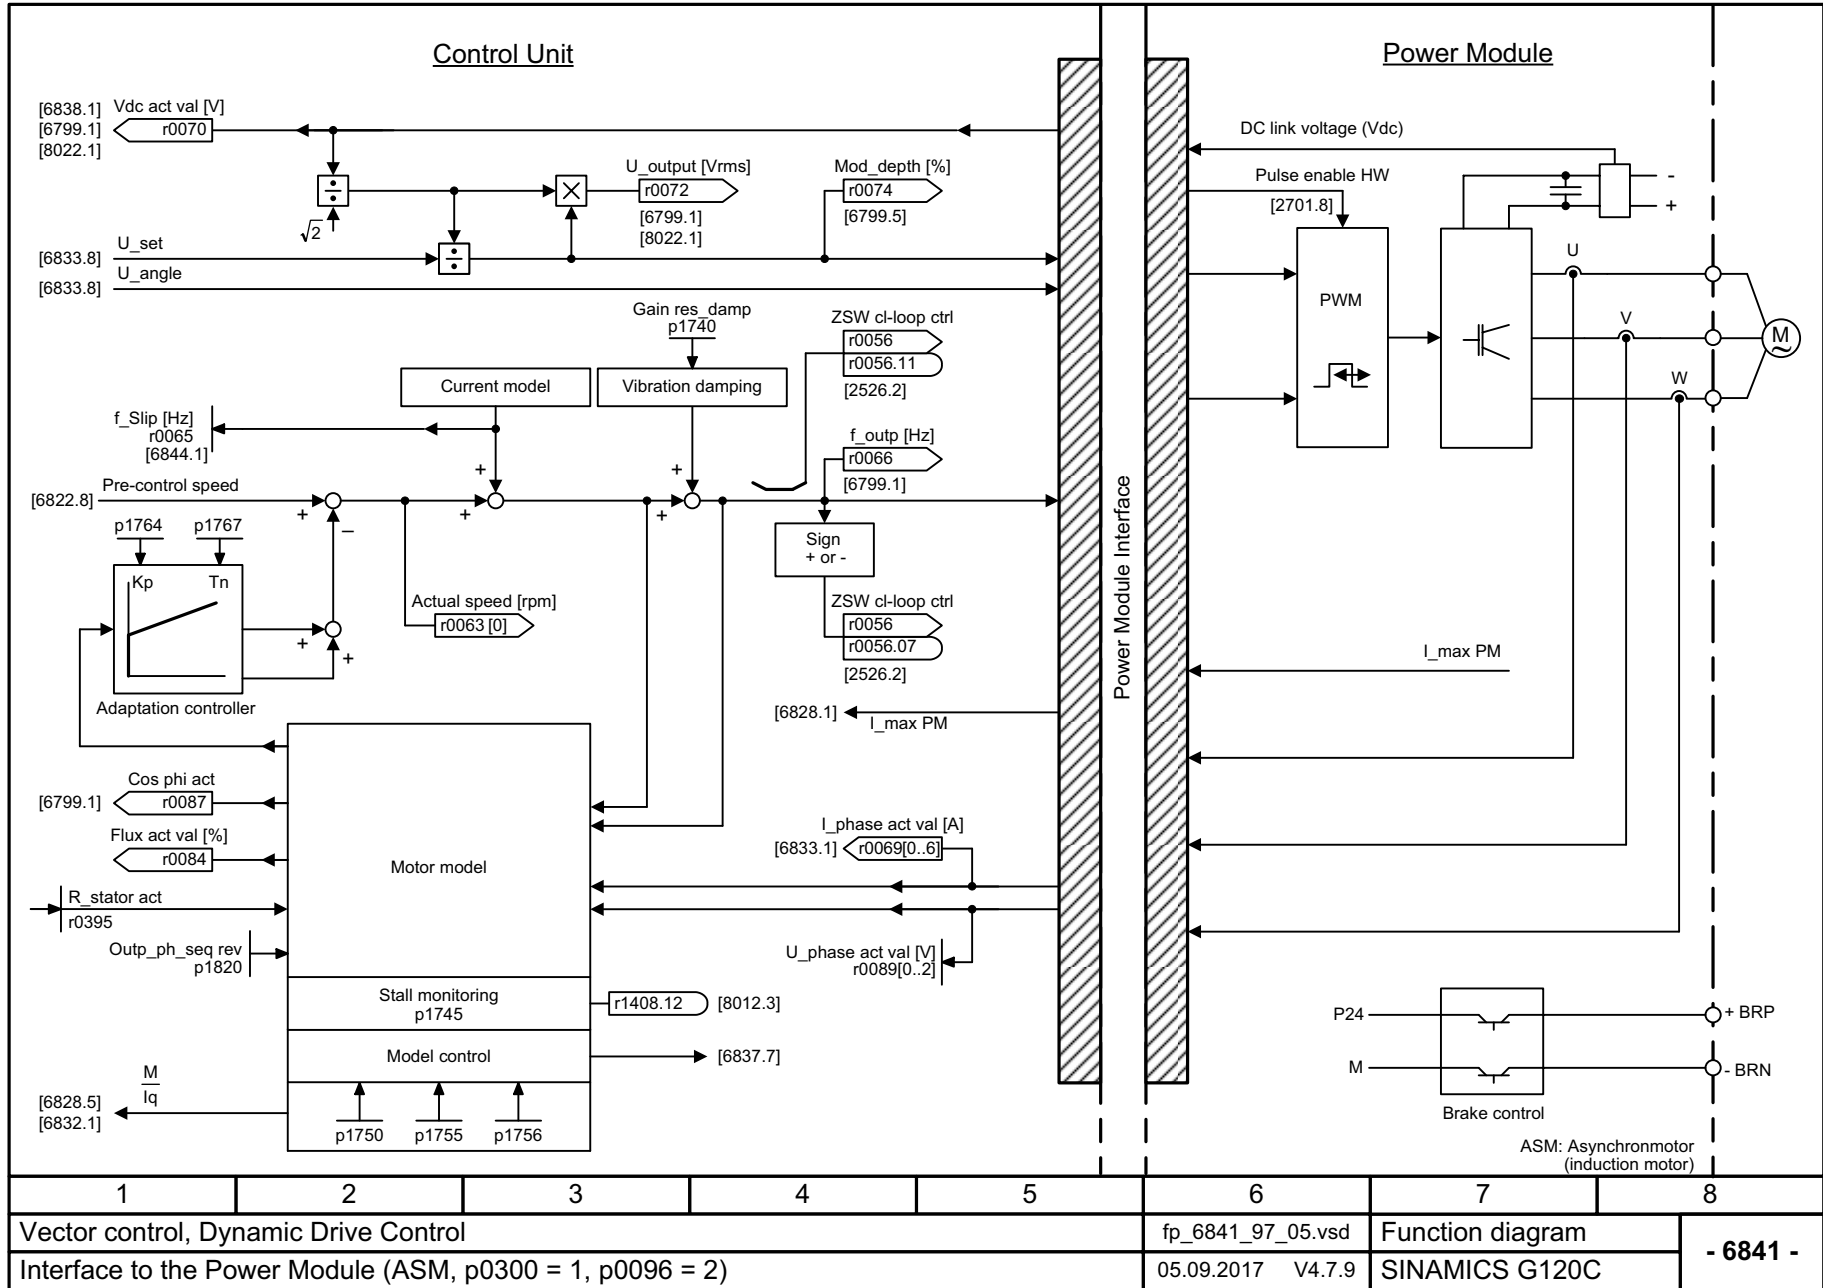 Control Unit
Power Module
[6838.1]
[6799.1]
[8022.1]
Vdc act val [V]
r0070
√2
U_output [Vrms]
r0072
[6799.1]
[8022.1]
Mod_depth [%]
r0074
[6799.5]
U_set
[6833.8]
U_angle
[6833.8]
DC link voltage (Vdc)
Pulse enable HW
[2701.8]
-
+
PWM
U
V
W
M
~
Gain res_damp
p1740
Current model
Vibration damping
ZSW cl-loop ctrl
r0056
r0056.11
[2526.2]
f_Slip [Hz]
r0065
[6844.1]
f_outp [Hz]
r0066
[6799.1]
Pre-control speed
[6822.8]
+
–
+
+
+
+
p1764
p1767
Kp
Tn
+
+
Adaptation controller
Actual speed [rpm]
r0063 [0]
Sign
+ or -
ZSW cl-loop ctrl
r0056
r0056.07
[2526.2]
Power Module Interface
I_max PM
[6828.1]
I_max PM
Cos phi act
[6799.1]
r0087
Flux act val [%]
r0084
Motor model
I_phase act val [A]
[6833.1]
r0069[0..6]
R_stator act
r0395
Outp_ph_seq rev
p1820
U_phase act val [V]
r0089[0..2]
Stall monitoring
p1745
r1408.12
[8012.3]
Model control
[6837.7]
M
Iq
[6828.5]
[6832.1]
p1750
p1755
p1756
P24
+ BRP
M
- BRN
Brake control
ASM: Asynchronmotor
(induction motor)
1 2 3 4 5 6 7 8
Vector control, Dynamic Drive Control
fp_6841_97_05.vsd
Function diagram
- 6841 -
Interface to the Power Module (ASM, p0300 = 1, p0096 = 2)
05.09.2017 V4.7.9
SINAMICS G120C